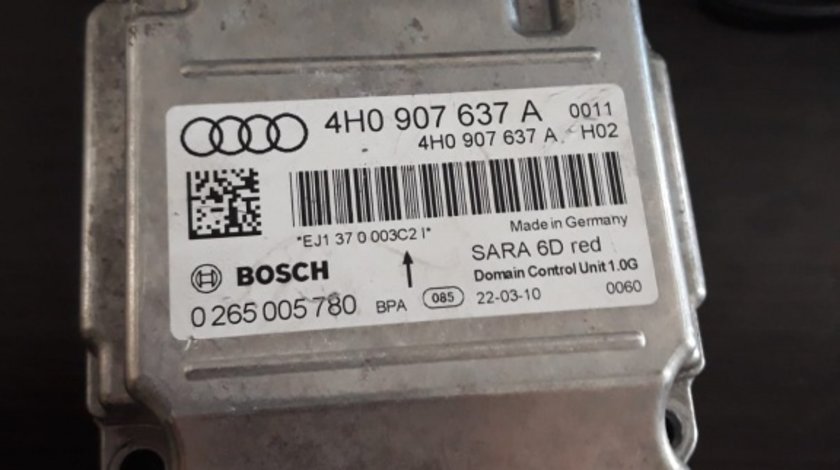 4H0 907 637 A 0011
4H0 907 637 A H02
*EJ1 37 0 003C2 I*
Made in Germany
SARA 6D red
BOSCH
Domain Control Unit 1.0G
0 265 005 780 BPA 085 22-03-10 0060